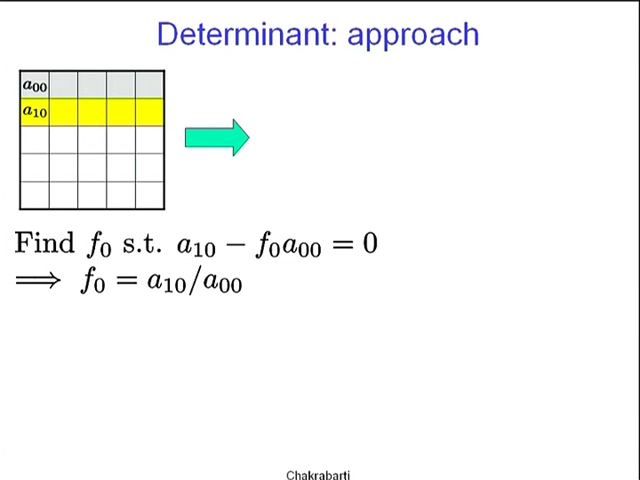 Determinant: approach
a₀₀
a₁₀
Find f₀ s.t. a₁₀ − f₀a₀₀ = 0
⟹ f₀ = a₁₀/a₀₀
Chakrabarti